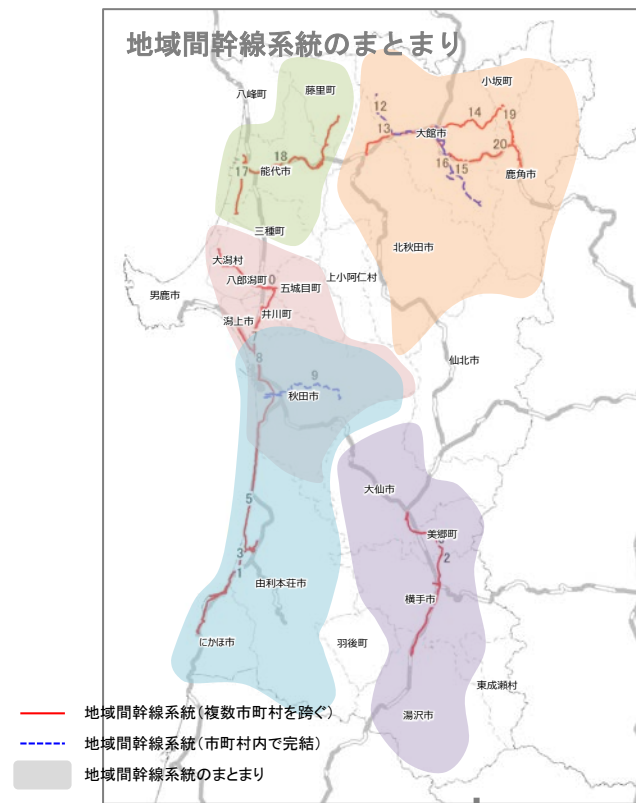 地域間幹線系統のまとまり
小坂町
藤里町
八峰町
12
14
19
13
大館市
18
20
16
15
17
能代市
鹿角市
三種町
北秋田市
大潟村
上小阿仁村
八郎潟町
五城目町
男鹿市
井川町
潟上市
7
8
仙北市
9
秋田市
大仙市
5
美郷町
3
2
1
由利本荘市
横手市
にかほ市
羽後町
東成瀬村
湯沢市
地域間幹線系統(複数市町村を跨ぐ)
地域間幹線系統(市町村内で完結)
地域間幹線系統のまとまり